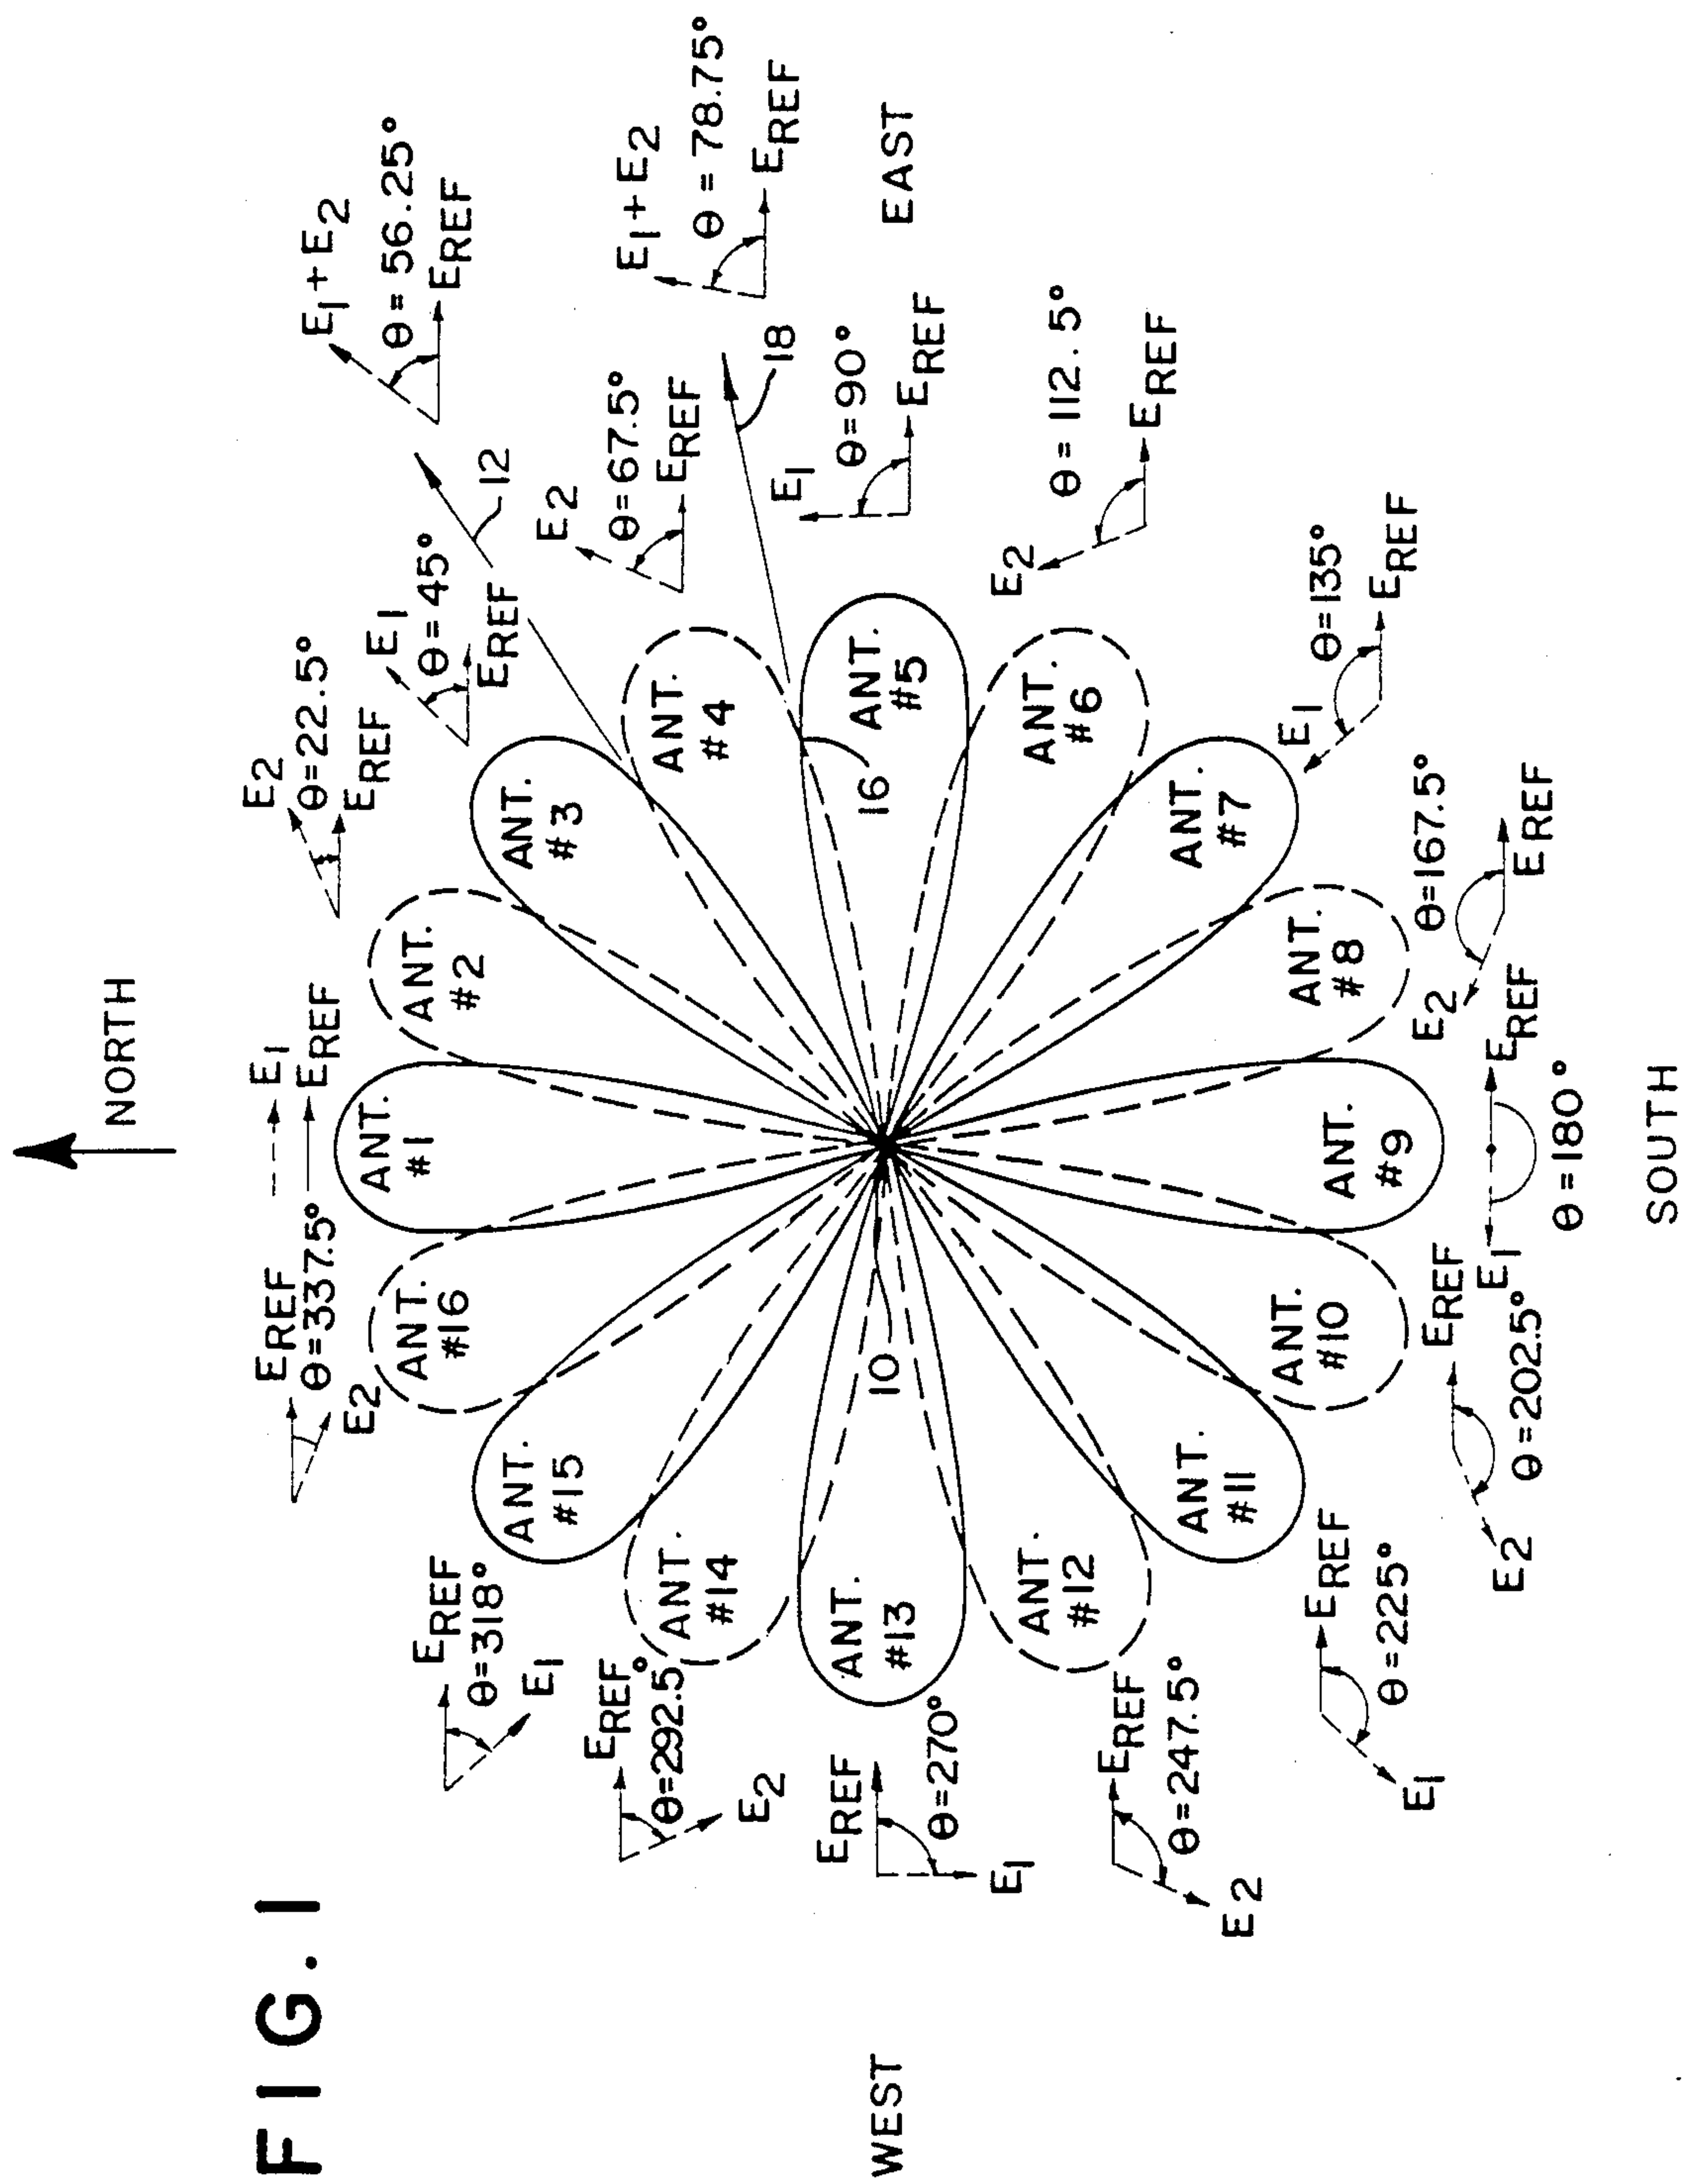 FIG. 1
NORTH
E1
EREF
E2
θ=22.5°
EREF
E1
θ=45°
EREF
12
E1+E2
θ=56.25°
EREF
E2
θ=67.5°
EREF
E1+E2
θ=78.75°
EREF
18
EAST
E1
θ=90°
EREF
E2
θ=112.5°
EREF
E1
θ=135°
EREF
E2
θ=167.5°
EREF
E1
EREF
θ=180°
SOUTH
EREF
θ=202.5°
E2
EREF
θ=225°
E1
EREF
θ=247.5°
E2
EREF
θ=270°
E1
WEST
EREF
θ=292.5°
E2
EREF
θ=318°
E1
EREF
θ=337.5°
E2
ANT.
#1
ANT.
#2
ANT.
#3
ANT.
#4
ANT.
#5
16
ANT.
#6
ANT.
#7
ANT.
#8
ANT.
#9
ANT.
#10
ANT.
#11
ANT.
#12
ANT.
#13
ANT.
#14
ANT.
#15
ANT.
#16
10